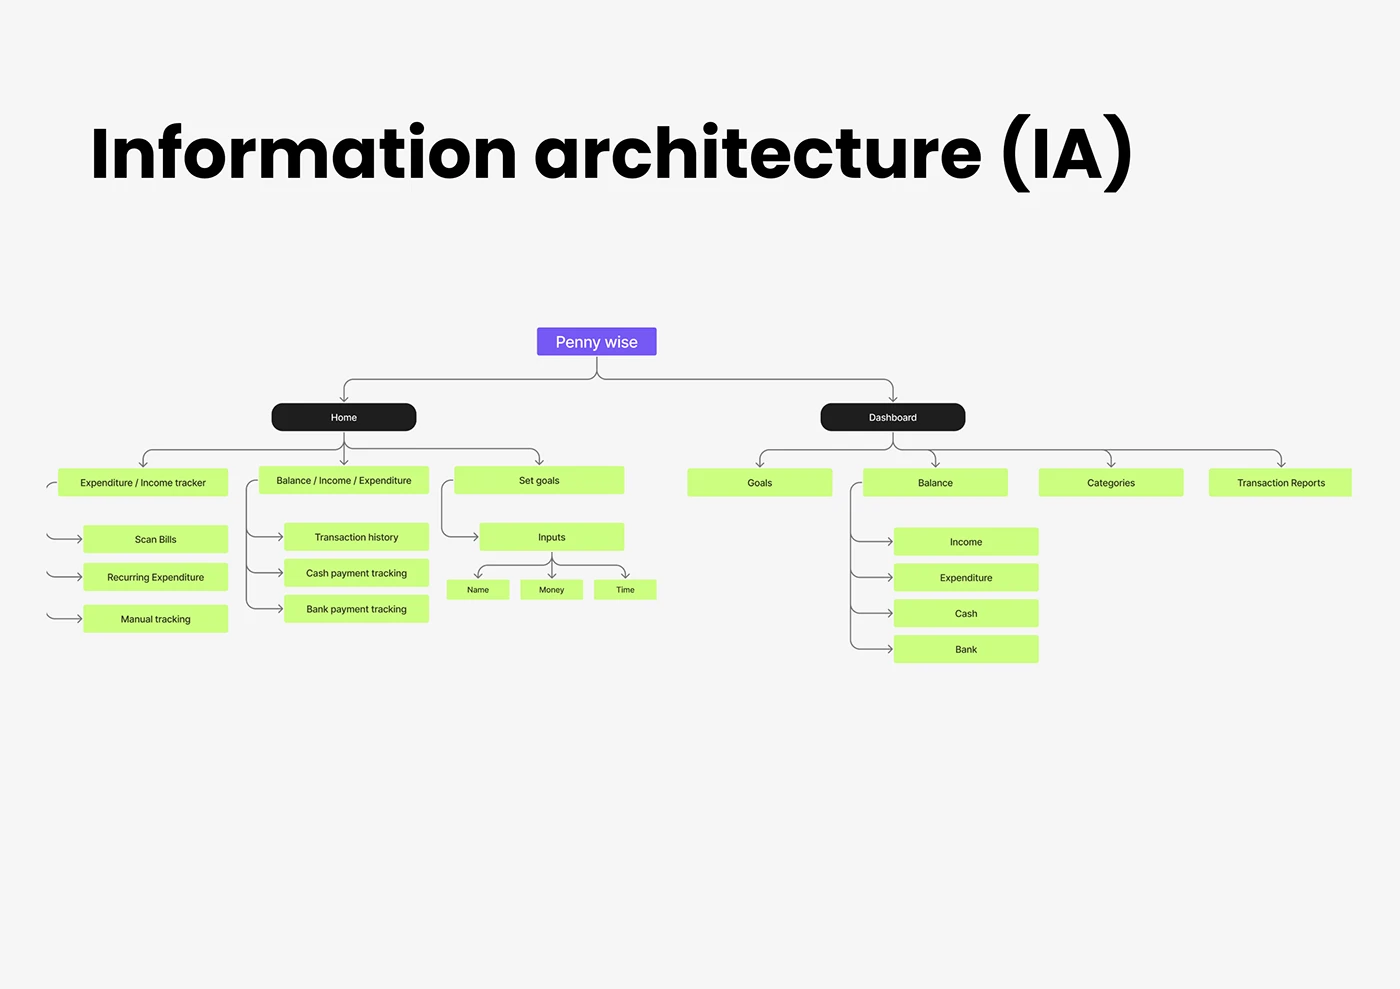 Information architecture (IA)
Penny wise
Home
Dashboard
Expenditure / Income tracker
Balance / Income / Expenditure
Set goals
Goals
Balance
Categories
Transaction Reports
Scan Bills
Recurring Expenditure
Manual tracking
Transaction history
Cash payment tracking
Bank payment tracking
Inputs
Name
Money
Time
Income
Expenditure
Cash
Bank